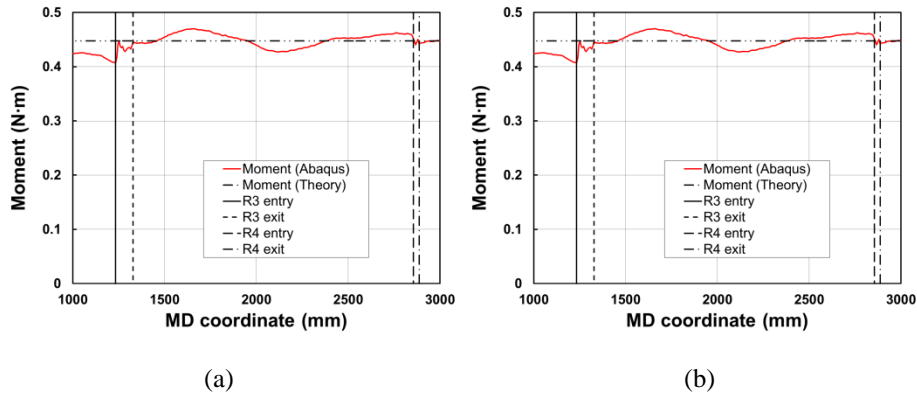 0.5
0.4
0.3
0.2
0.1
0
Moment (N·m)
Moment (Abaqus)
Moment (Theory)
R3 entry
R3 exit
R4 entry
R4 exit
1000 1500 2000 2500 3000
MD coordinate (mm)
(a)
0.5
0.4
0.3
0.2
0.1
0
Moment (N·m)
Moment (Abaqus)
Moment (Theory)
R3 entry
R3 exit
R4 entry
R4 exit
1000 1500 2000 2500 3000
MD coordinate (mm)
(b)